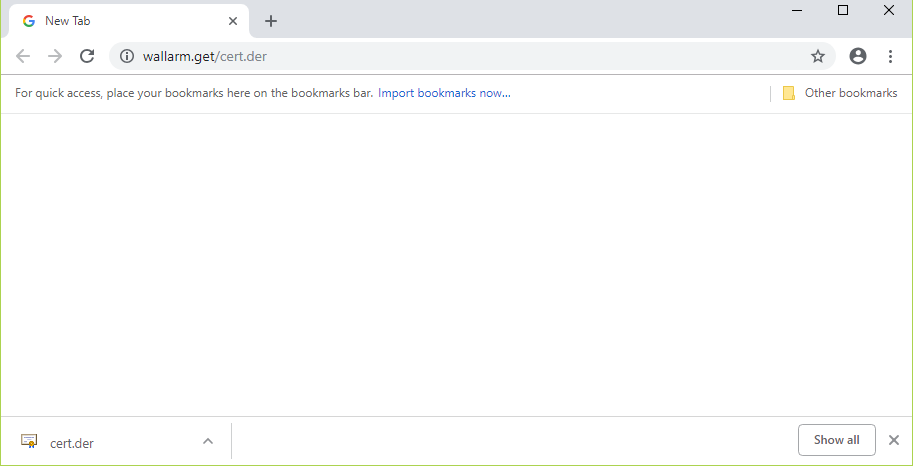 New Tab
wallarm.get/cert.der
For quick access, place your bookmarks here on the bookmarks bar. Import bookmarks now... Other bookmarks
cert.der Show all